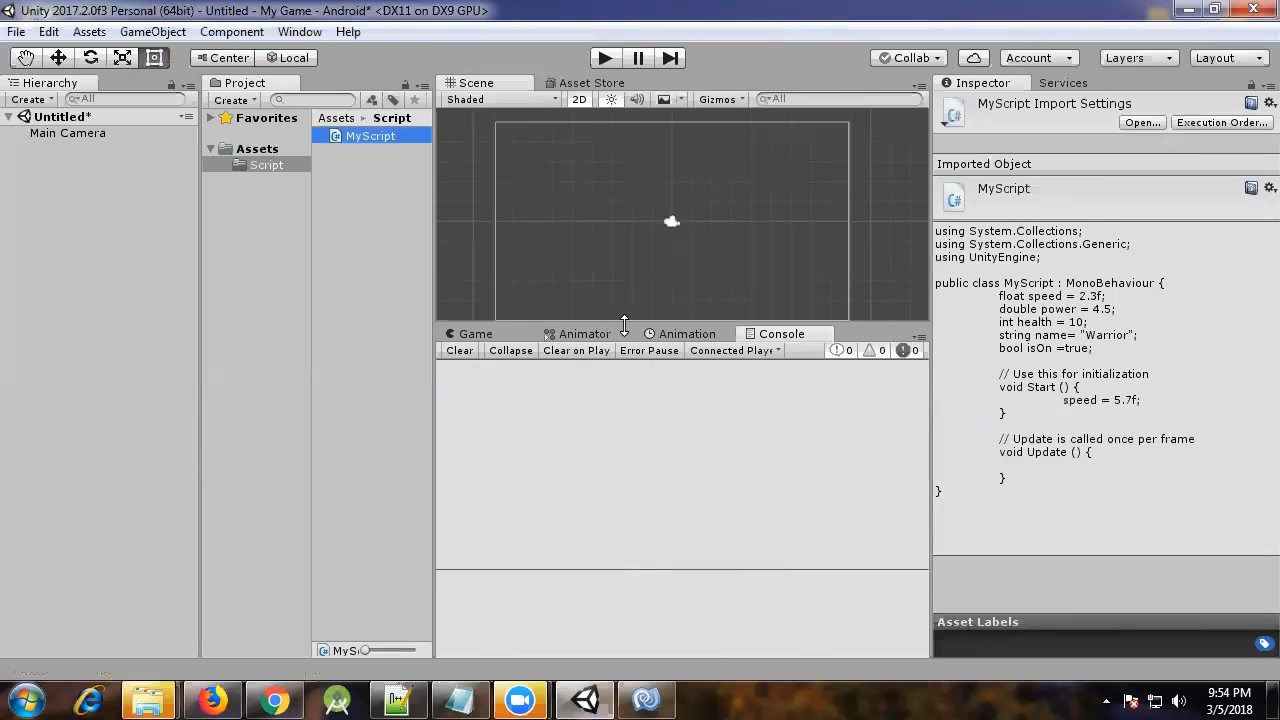 Unity 2017.2.0f3 Personal (64bit) - Untitled - My Game - Android* <DX11 on DX9 GPU>
File Edit Assets GameObject Component Window Help
Center Local Collab Account Layers Layout
Hierarchy Project Scene Asset Store Inspector Services
Create All Create Shaded 2D Gizmos All
Untitled*
Main Camera
Favorites
Assets
Script
Assets Script
MyScript
MyScript Import Settings
Open... Execution Order...
Imported Object
MyScript
using System.Collections;
using System.Collections.Generic;
using UnityEngine;
public class MyScript : MonoBehaviour {
float speed = 2.3f;
double power = 4.5;
int health = 10;
string name= "Warrior";
bool isOn =true;
// Use this for initialization
void Start () {
speed = 5.7f;
}
// Update is called once per frame
void Update () {
}
}
Game Animator Animation Console
Clear Collapse Clear on Play Error Pause Connected Playe 0 0 0
Asset Labels
MySc
9:54 PM
3/5/2018